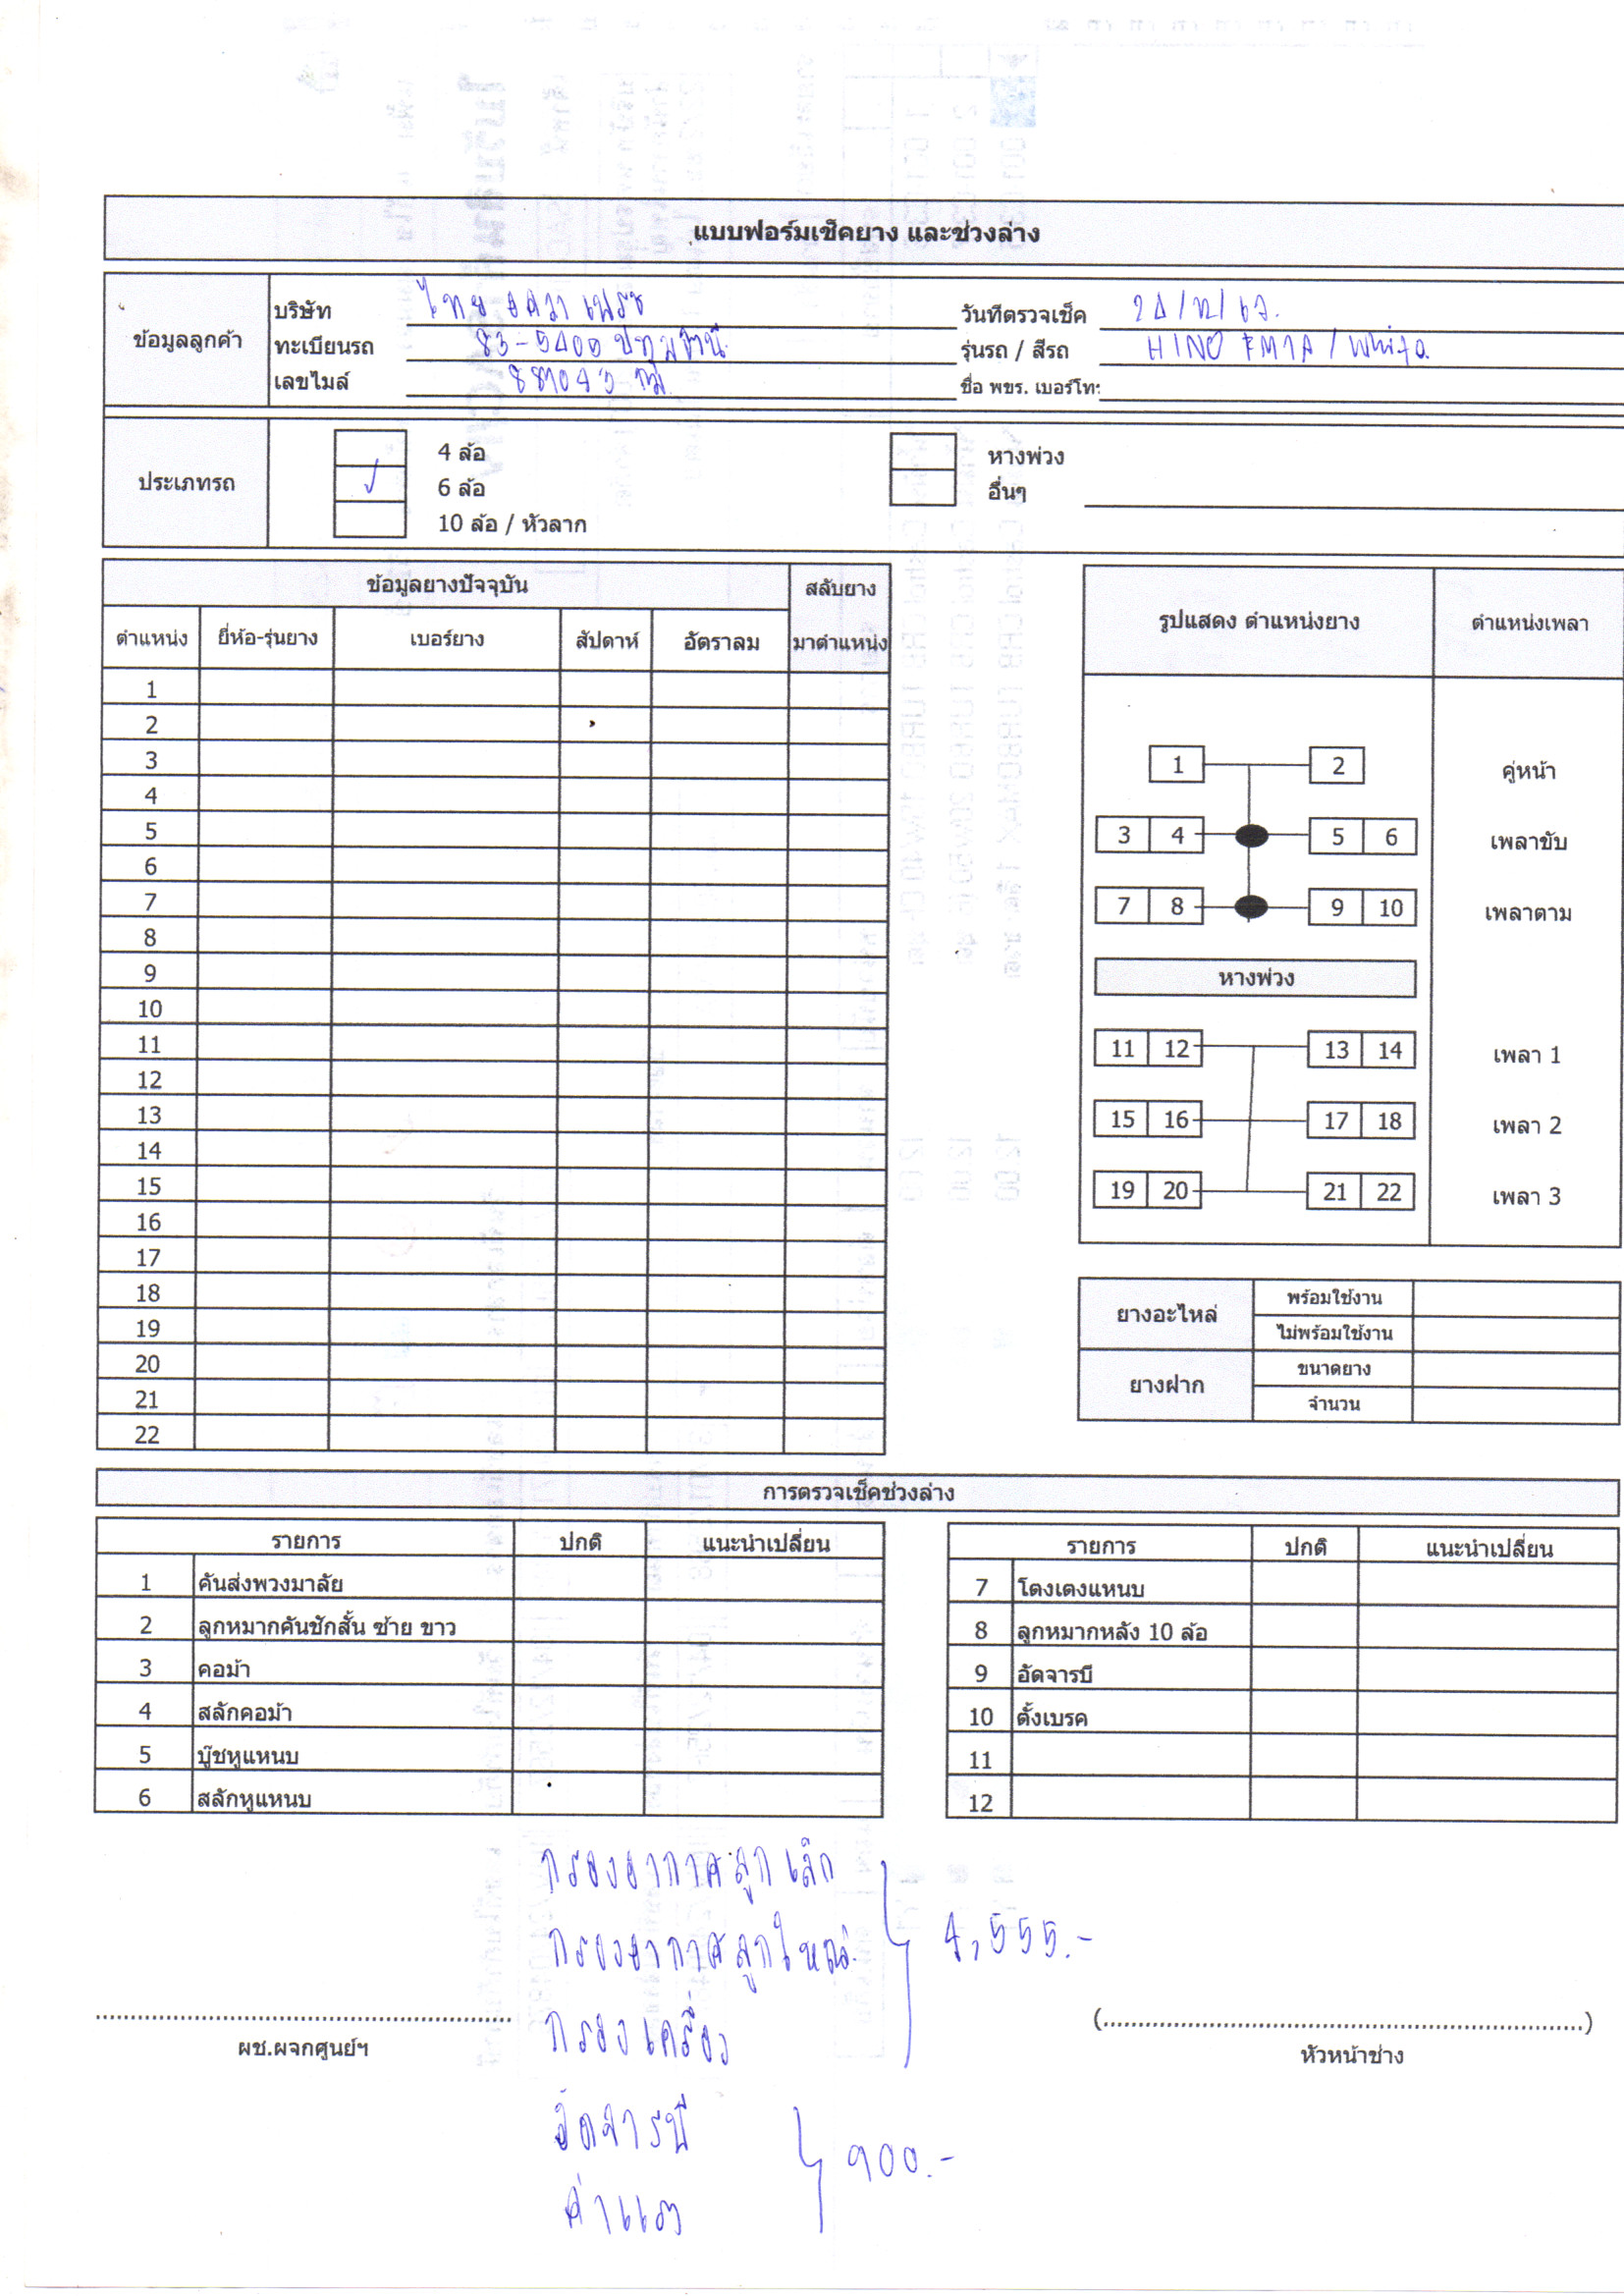 แบบฟอร์มเช็คยาง และช่วงล่าง
ข้อมูลลูกค้า
บริษัท ไทย อควา เฟรช วันที่ตรวจเช็ค
ทะเบียนรถ 83-5400 ปทุมธานี รุ่นรถ / สีรถ HINO FM1A / White
เลขไมล์ ชื่อ พขร. เบอร์โทร
ประเภทรถ
4 ล้อ หางพ่วง
✓ 6 ล้อ อื่นๆ
10 ล้อ / หัวลาก
ข้อมูลยางปัจจุบัน สลับยาง
ตำแหน่ง ยี่ห้อ-รุ่นยาง เบอร์ยาง สัปดาห์ อัตราลม มาตำแหน่ง
1
2
3
4
5
6
7
8
9
10
11
12
13
14
15
16
17
18
19
20
21
22
รูปแสดง ตำแหน่งยาง ตำแหน่งเพลา
1 2 คู่หน้า
3 4 5 6 เพลาขับ
7 8 9 10 เพลาตาม
หางพ่วง
11 12 13 14 เพลา 1
15 16 17 18 เพลา 2
19 20 21 22 เพลา 3
ยางอะไหล่ พร้อมใช้งาน
ไม่พร้อมใช้งาน
ยางฝาก ขนาดยาง
จำนวน
การตรวจเช็คช่วงล่าง
รายการ ปกติ แนะนำเปลี่ยน
1 คันส่งพวงมาลัย
2 ลูกหมากคันชักสั้น ซ้าย ขาว
3 คอม้า
4 สลักคอม้า
5 บู๊ชหูแหนบ
6 สลักหูแหนบ
รายการ ปกติ แนะนำเปลี่ยน
7 โตงเตงแหนบ
8 ลูกหมากหลัง 10 ล้อ
9 อัดจารบี
10 ตั้งเบรค
11
12
กรองอากาศลูกเล็ก
กรองอากาศลูกใหญ่ 4,555.-
กรองเครื่อง
อัดจารบี
ค่าแรง 900.-
ผช.ผจกศูนย์ฯ
(....................)
หัวหน้าช่าง